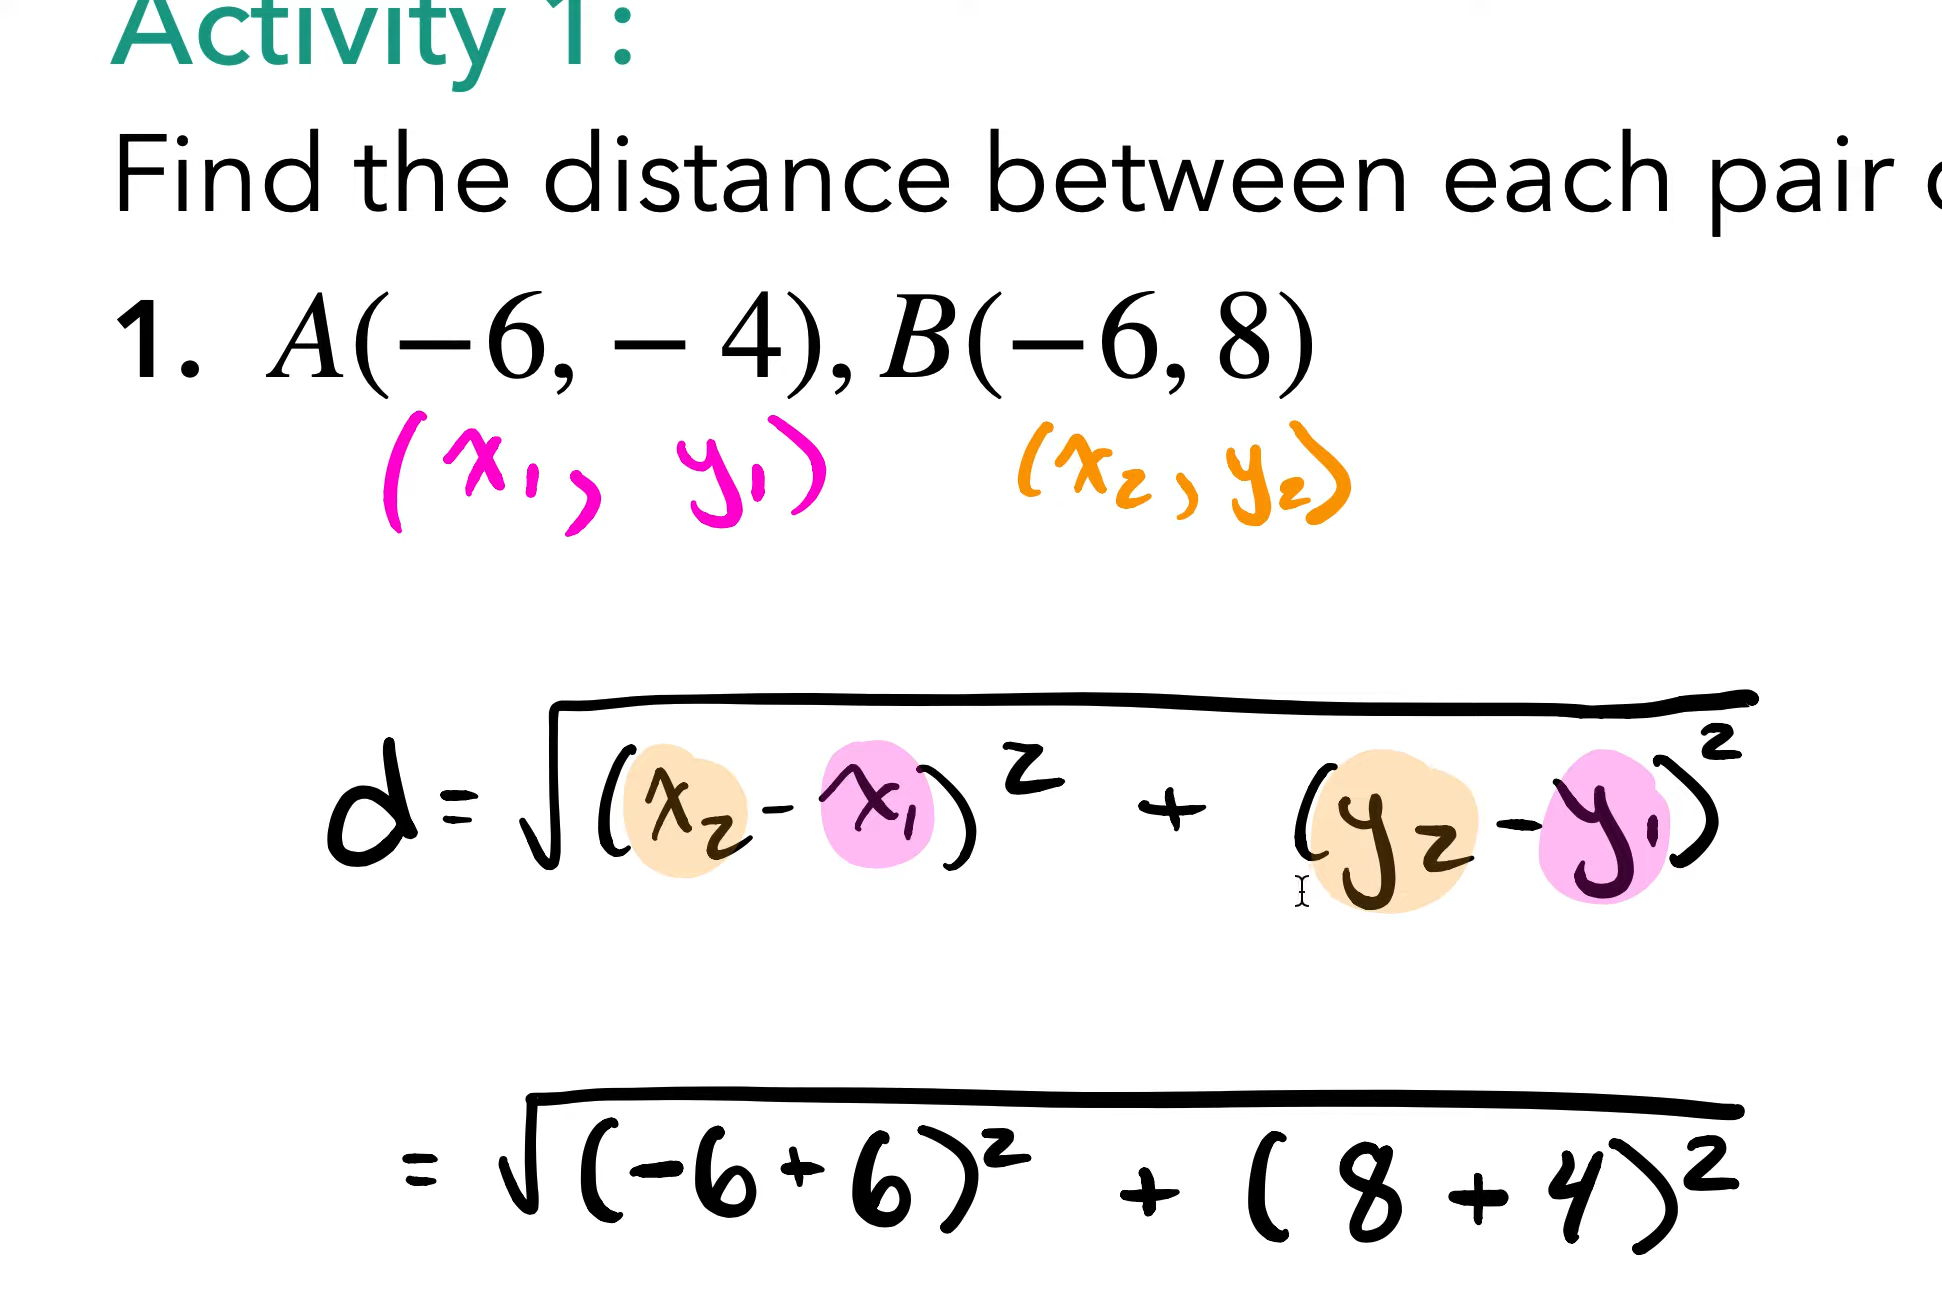 Activity 1:
Find the distance between each pair
1. A(−6, − 4), B(−6, 8)
(x₁, y₁) (x₂, y₂)
d = √((x₂ - x₁)² + (y₂ - y₁)²)
= √((-6 + 6)² + (8 + 4)²)